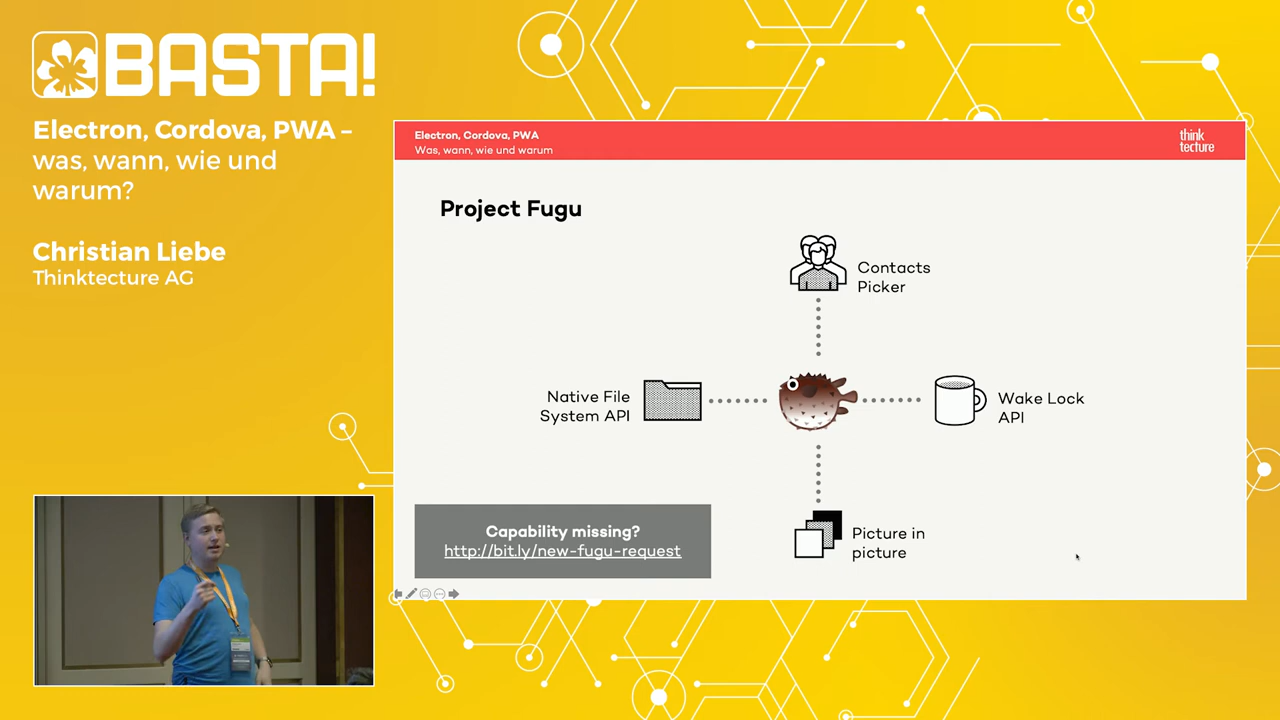 BASTA!
Electron, Cordova, PWA –
was, wann, wie und
warum?
Christian Liebe
Thinktecture AG
Electron, Cordova, PWA
Was, wann, wie und warum
think
tecture
Project Fugu
Contacts
Picker
Native File
System API
Wake Lock
API
Picture in
picture
Capability missing?
http://bit.ly/new-fugu-request